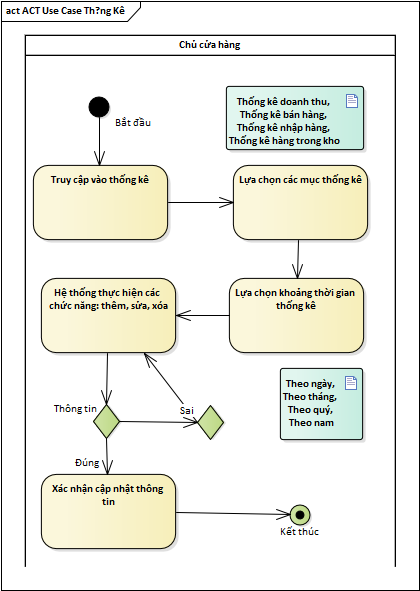 act ACT Use Case Th?ng Kê
Chủ cửa hàng
Bắt đầu
Thống kê doanh thu,
Thống kê bán hàng,
Thống kê nhập hàng,
Thống kê hàng trong kho
Truy cập vào thống kê
Lựa chọn các mục thống kê
Hệ thống thực hiện các
chức năng: thêm, sửa, xóa
Lựa chọn khoảng thời gian
thống kê
Thông tin
Sai
Theo ngày,
Theo tháng,
Theo quý,
Theo nam
Đúng
Xác nhận cập nhật thông
tin
Kết thúc